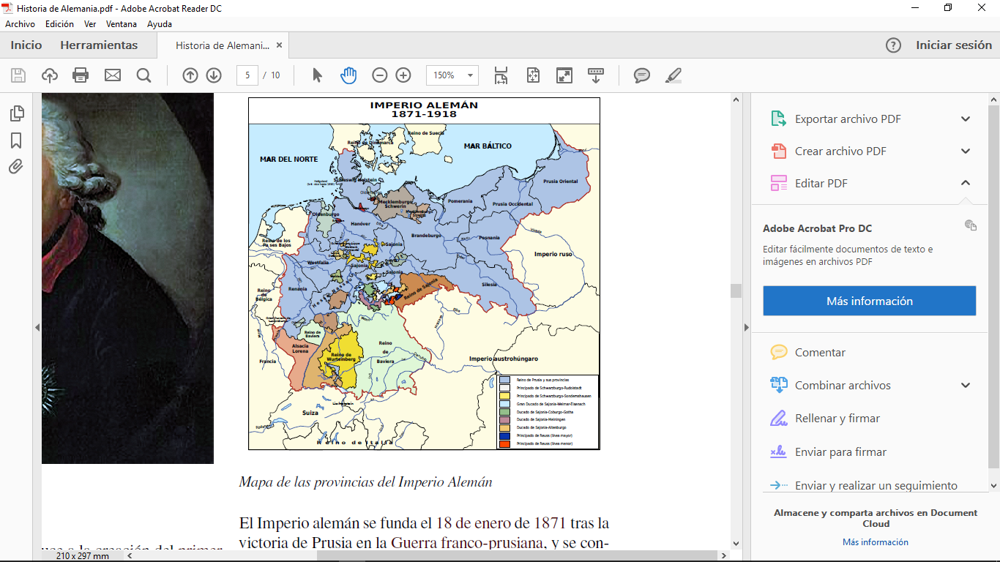 Historia de Alemania.pdf - Adobe Acrobat Reader DC
Archivo Edición Ver Ventana Ayuda
Inicio Herramientas Historia de Alemani... Iniciar sesión
5 / 10 150%
IMPERIO ALEMÁN
1871-1918
Reino de Suecia
Reino de Dinamarca
MAR BÁLTICO
MAR DEL NORTE
Schleswig Holstein
Prusia Oriental
Pomerania
Prusia Occidental
Mecklemburgo
Schwerin
Oldenburgo
Hanóver
Brandeburgo
Posnania
Reino de los
Países Bajos
Sajonia
Imperio ruso
Westfalia
Sajonia
Sajonia
Silesia
Renania
Reino de Sajonia
Reino
de
Bélgica
Reino de
Baviera
Alsacia
Lorena
Reino
de
Baviera
Reino de
Wurtemberg
Francia
Imperio austrohúngaro
Liechtenstein
Suiza
Reino de Italia
Reino de Prusia y sus provincias
Principado de Schwarzburgo-Rudolstadt
Principado de Schwarzburgo-Sondershausen
Gran Ducado de Sajonia-Weimar-Eisenach
Ducado de Sajonia-Coburgo-Gotha
Ducado de Sajonia-Meiningen
Ducado de Sajonia-Altenburgo
Principado de Reuss (línea mayor)
Principado de Reuss (línea menor)
Mapa de las provincias del Imperio Alemán
El Imperio alemán se funda el 18 de enero de 1871 tras la
victoria de Prusia en la Guerra franco-prusiana, y se con-
a la creación del primer
210 x 297 mm
Exportar archivo PDF
Crear archivo PDF
Editar PDF
Adobe Acrobat Pro DC
Editar fácilmente documentos de texto e
imágenes en archivos PDF
Más información
Comentar
Combinar archivos
Rellenar y firmar
Enviar para firmar
Enviar y realizar un seguimiento
Almacene y comparta archivos en Document
Cloud
Más información